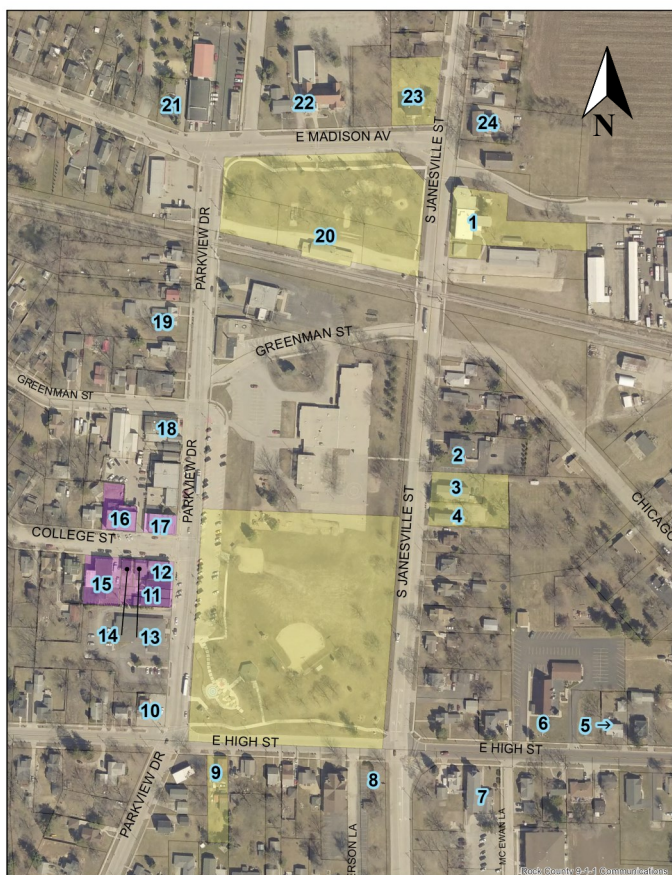 21
22
23
24
E MADISON AV
N
S JANESVILLE ST
1
20
PARKVIEW DR
19
GREENMAN ST
GREENMAN ST
18
2
3
4
16
17
PARKVIEW DR
COLLEGE ST
S JANESVILLE ST
CHICAGO
15
12
11
14
13
10
6
5
E HIGH ST
E HIGH ST
9
8
7
PARKVIEW DR
ERSON LA
MC EWAN LA
Rock County 9-1-1 Communications